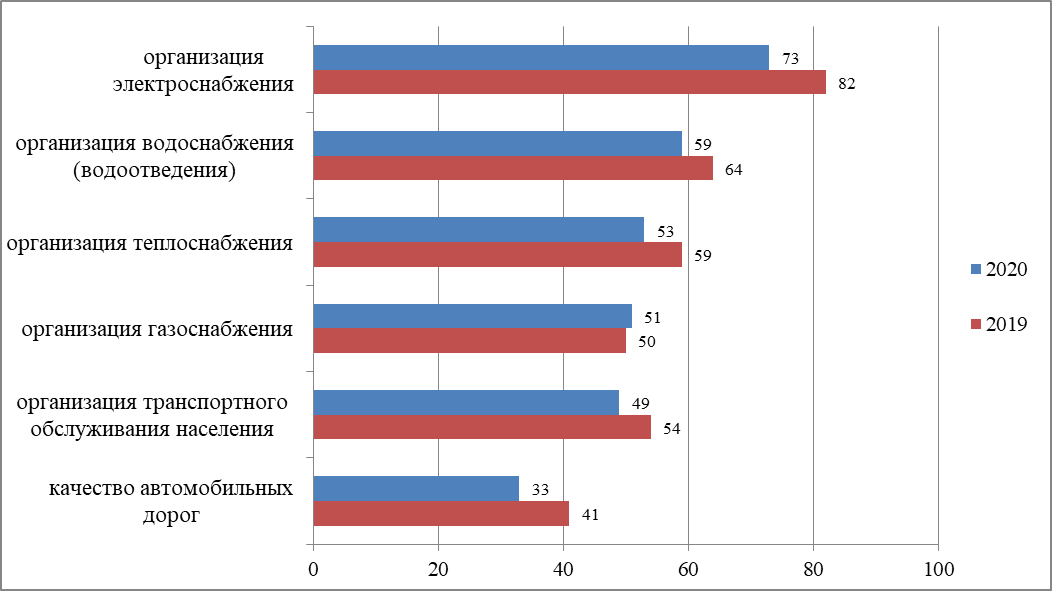 организация
электроснабжения
73
82
организация водоснабжения
(водоотведения)
59
64
организация теплоснабжения
53
59
организация газоснабжения
51
50
организация транспортного
обслуживания населения
49
54
качество автомобильных
дорог
33
41
0 20 40 60 80 100
2020
2019